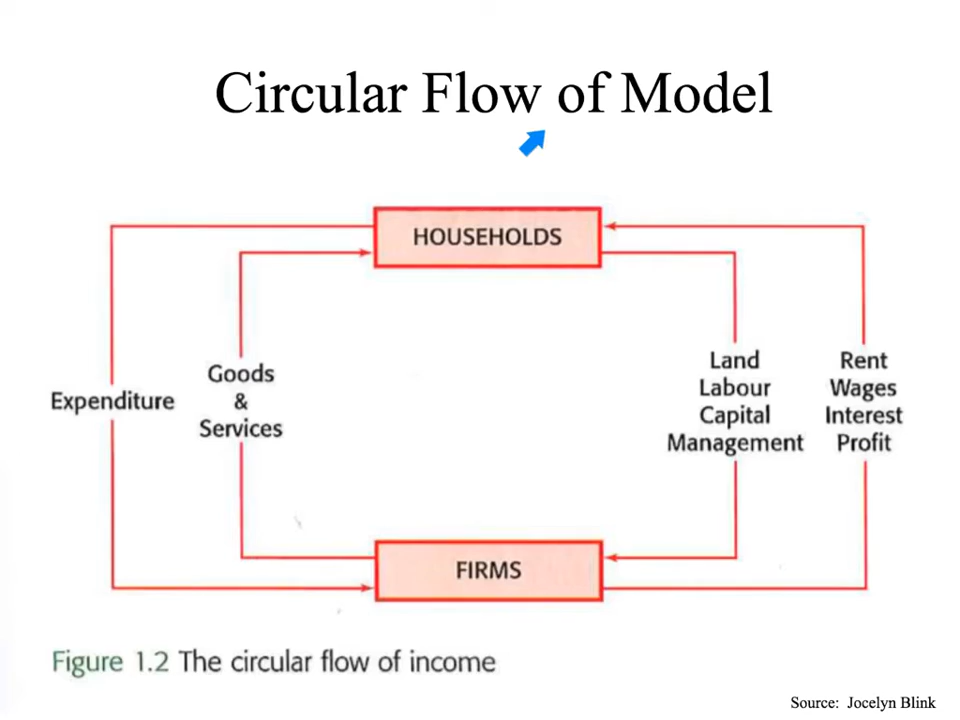 Circular Flow of Model
HOUSEHOLDS
Expenditure
Goods
&
Services
Land
Labour
Capital
Management
Rent
Wages
Interest
Profit
FIRMS
Figure 1.2 The circular flow of income
Source: Jocelyn Blink